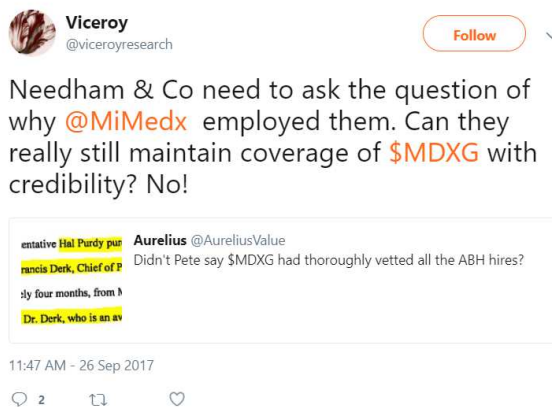 Viceroy
@viceroyresearch
Follow
Needham & Co need to ask the question of
why @MiMedx employed them. Can they
really still maintain coverage of $MDXG with
credibility? No!
entative Hal Purdy pur
rancis Derk, Chief of P
ely four months, from
Dr. Derk, who is an av
Aurelius @AureliusValue
Didn't Pete say $MDXG had thoroughly vetted all the ABH hires?
11:47 AM - 26 Sep 2017
2